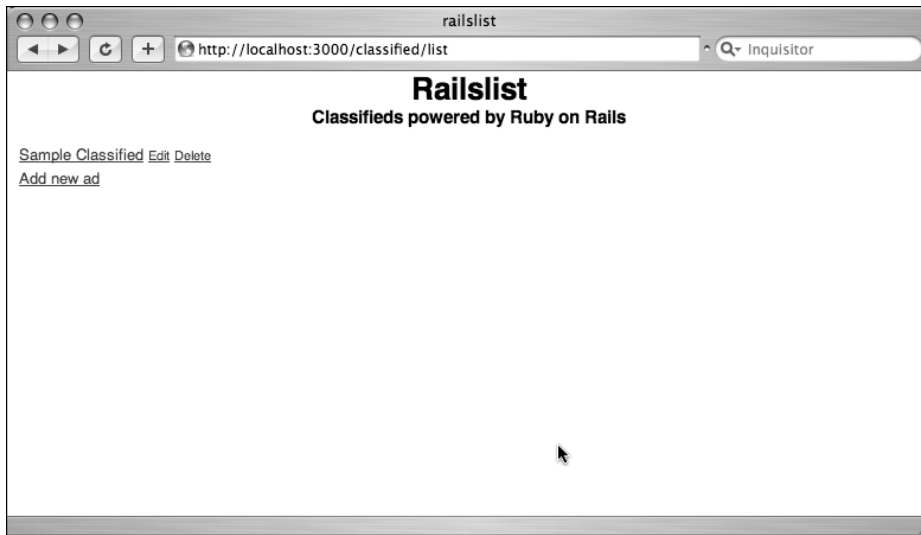 railslist
http://localhost:3000/classified/list
Inquisitor
Railslist
Classifieds powered by Ruby on Rails
Sample Classified Edit Delete
Add new ad